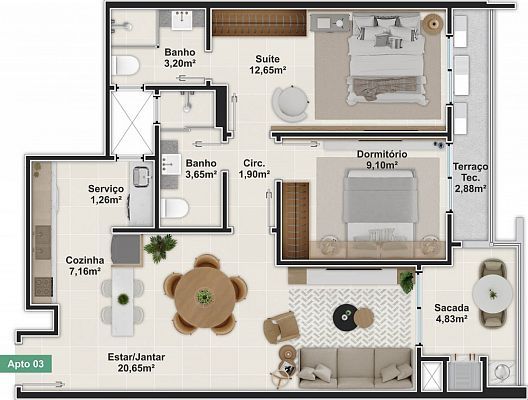 Banho
3,20m²
Suíte
12,65m²
Banho
3,65m²
Circ.
1,90m²
Dormitório
9,10m²
Terraço
Tec.
2,88m²
Serviço
1,26m²
Cozinha
7,16m²
Sacada
4,83m²
Apto 03
Estar/Jantar
20,65m²